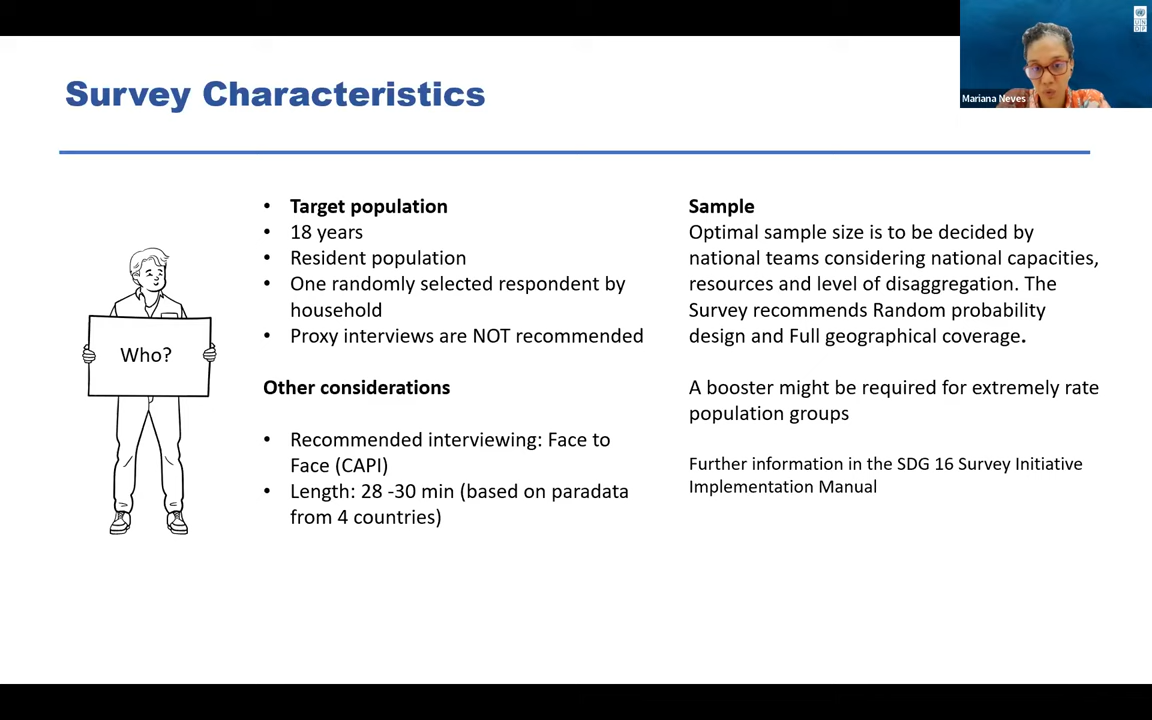 Survey Characteristics
UN
DP
Mariana Neves
Who?
• Target population
• 18 years
• Resident population
• One randomly selected respondent by
household
• Proxy interviews are NOT recommended
Other considerations
• Recommended interviewing: Face to
Face (CAPI)
• Length: 28 -30 min (based on paradata
from 4 countries)
Sample
Optimal sample size is to be decided by
national teams considering national capacities,
resources and level of disaggregation. The
Survey recommends Random probability
design and Full geographical coverage.
A booster might be required for extremely rate
population groups
Further information in the SDG 16 Survey Initiative
Implementation Manual